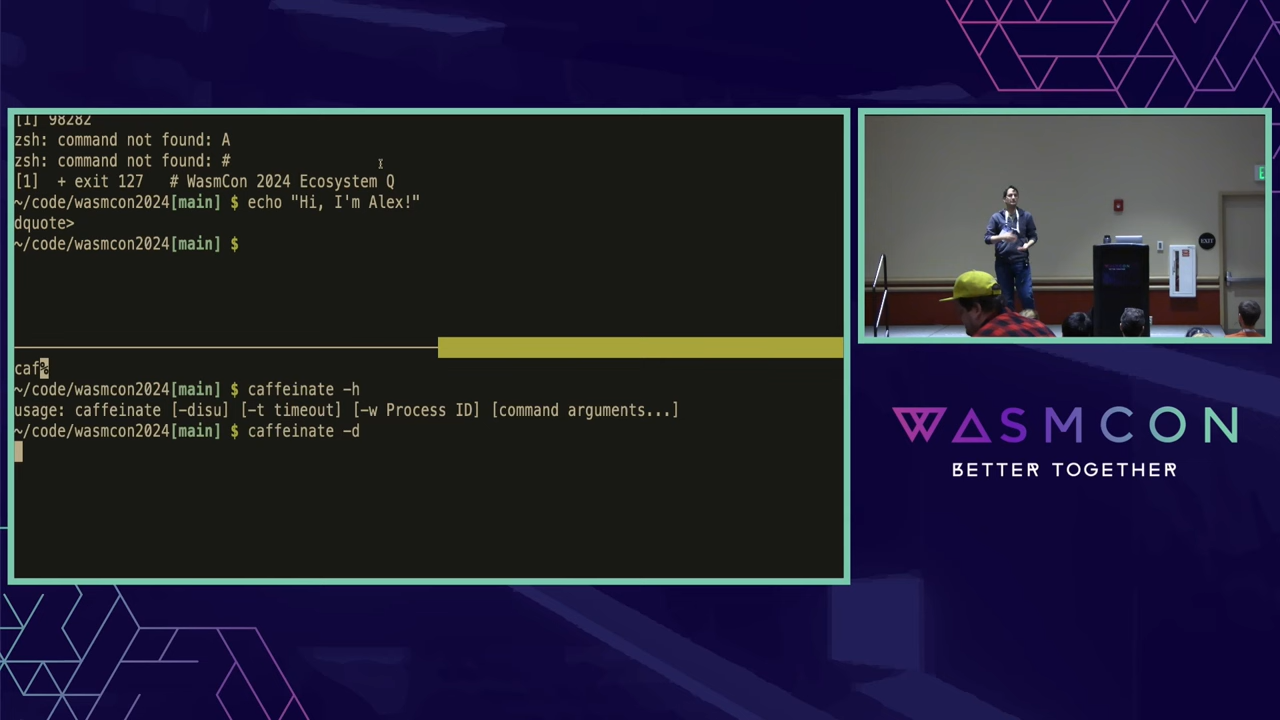 [1] 98282
zsh: command not found: A
zsh: command not found: #
[1]  + exit 127   # WasmCon 2024 Ecosystem Q
~/code/wasmcon2024[main] $ echo "Hi, I'm Alex!"
dquote>
~/code/wasmcon2024[main] $
caf%
~/code/wasmcon2024[main] $ caffeinate -h
usage: caffeinate [-disu] [-t timeout] [-w Process ID] [command arguments...]
~/code/wasmcon2024[main] $ caffeinate -d
EXIT
WASMCON
BETTER TOGETHER